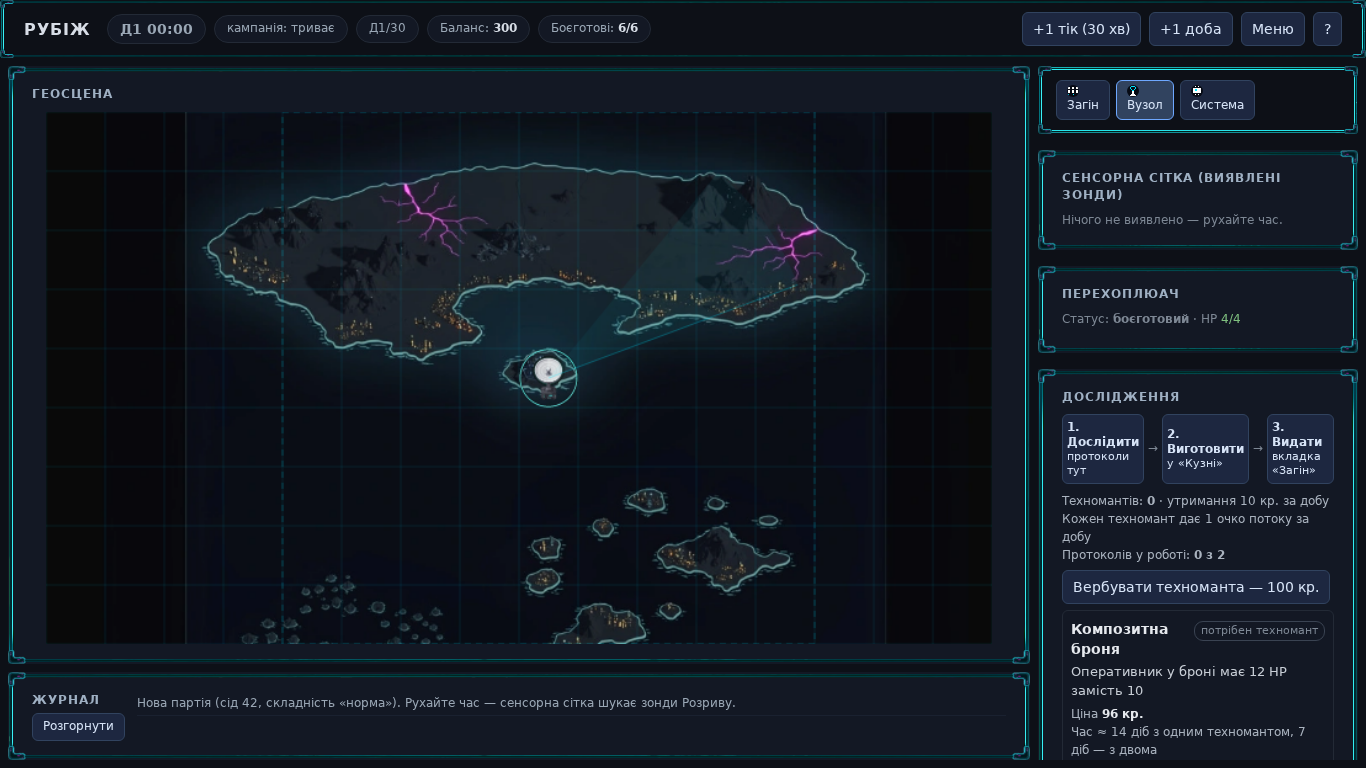 РУБІЖ
Д1 00:00
кампанія: триває
Д1/30
Баланс: 300
Боєготові: 6/6
+1 тік (30 хв)
+1 доба
Меню
?
ГЕОСЦЕНА
Загін
Вузол
Система
СЕНСОРНА СІТКА (ВИЯВЛЕНІ
ЗОНДИ)
Нічого не виявлено — рухайте час.
ПЕРЕХОПЛЮАЧ
Статус: боєготовий · HP 4/4
ДОСЛІДЖЕННЯ
1.
Дослідити
протоколи
тут
→
2.
Виготовити
у «Кузні»
→
3.
Видати
вкладка
«Загін»
Техномантів: 0 · утримання 10 кр. за добу
Кожен техномант дає 1 очко потоку за
добу
Протоколів у роботі: 0 з 2
Вербувати техноманта — 100 кр.
Композитна
броня
потрібен техномант
Оперативник у броні має 12 HP
замість 10
Ціна 96 кр.
Час ≈ 14 діб з одним техномантом, 7
діб — з двома
ЖУРНАЛ
Розгорнути
Нова партія (сід 42, складність «норма»). Рухайте час — сенсорна сітка шукає зонди Розриву.